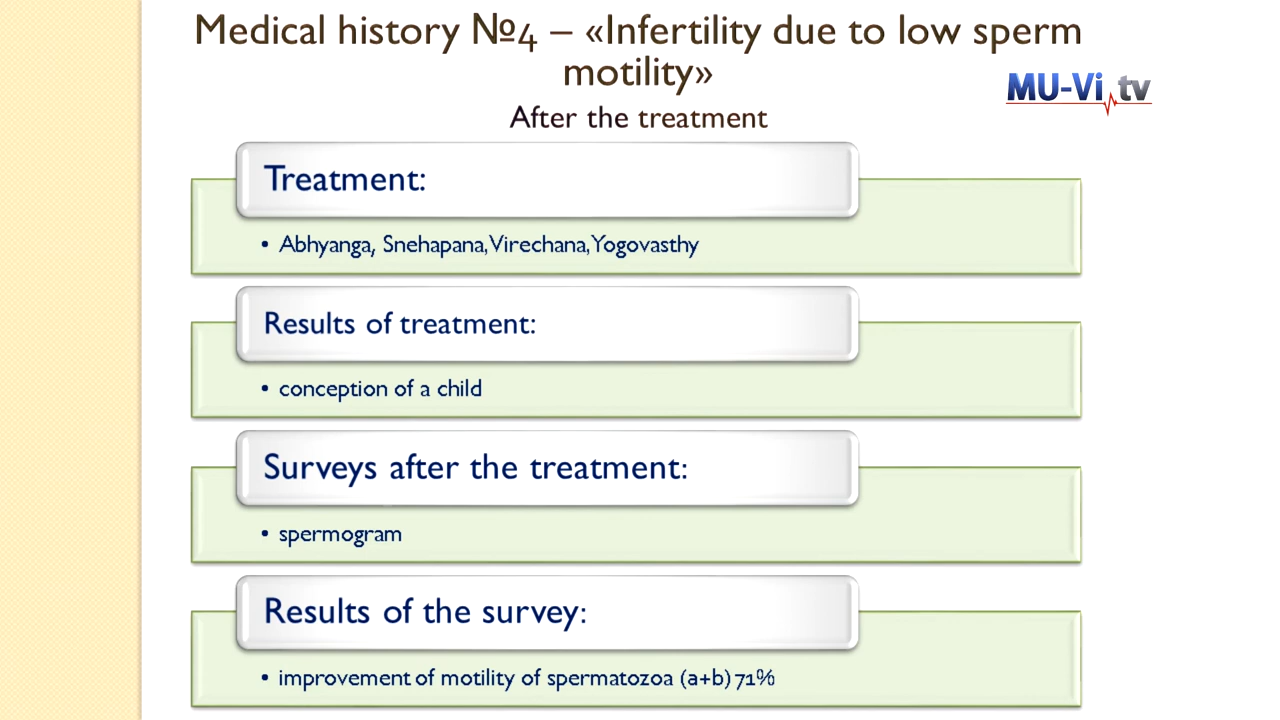 Medical history №4 – «Infertility due to low sperm
motility»
MU-Vi.tv
After the treatment
Treatment:
• Abhyanga, Snehapana,Virechana,Yogovasthy
Results of treatment:
• conception of a child
Surveys after the treatment:
• spermogram
Results of the survey:
• improvement of motility of spermatozoa (a+b) 71%